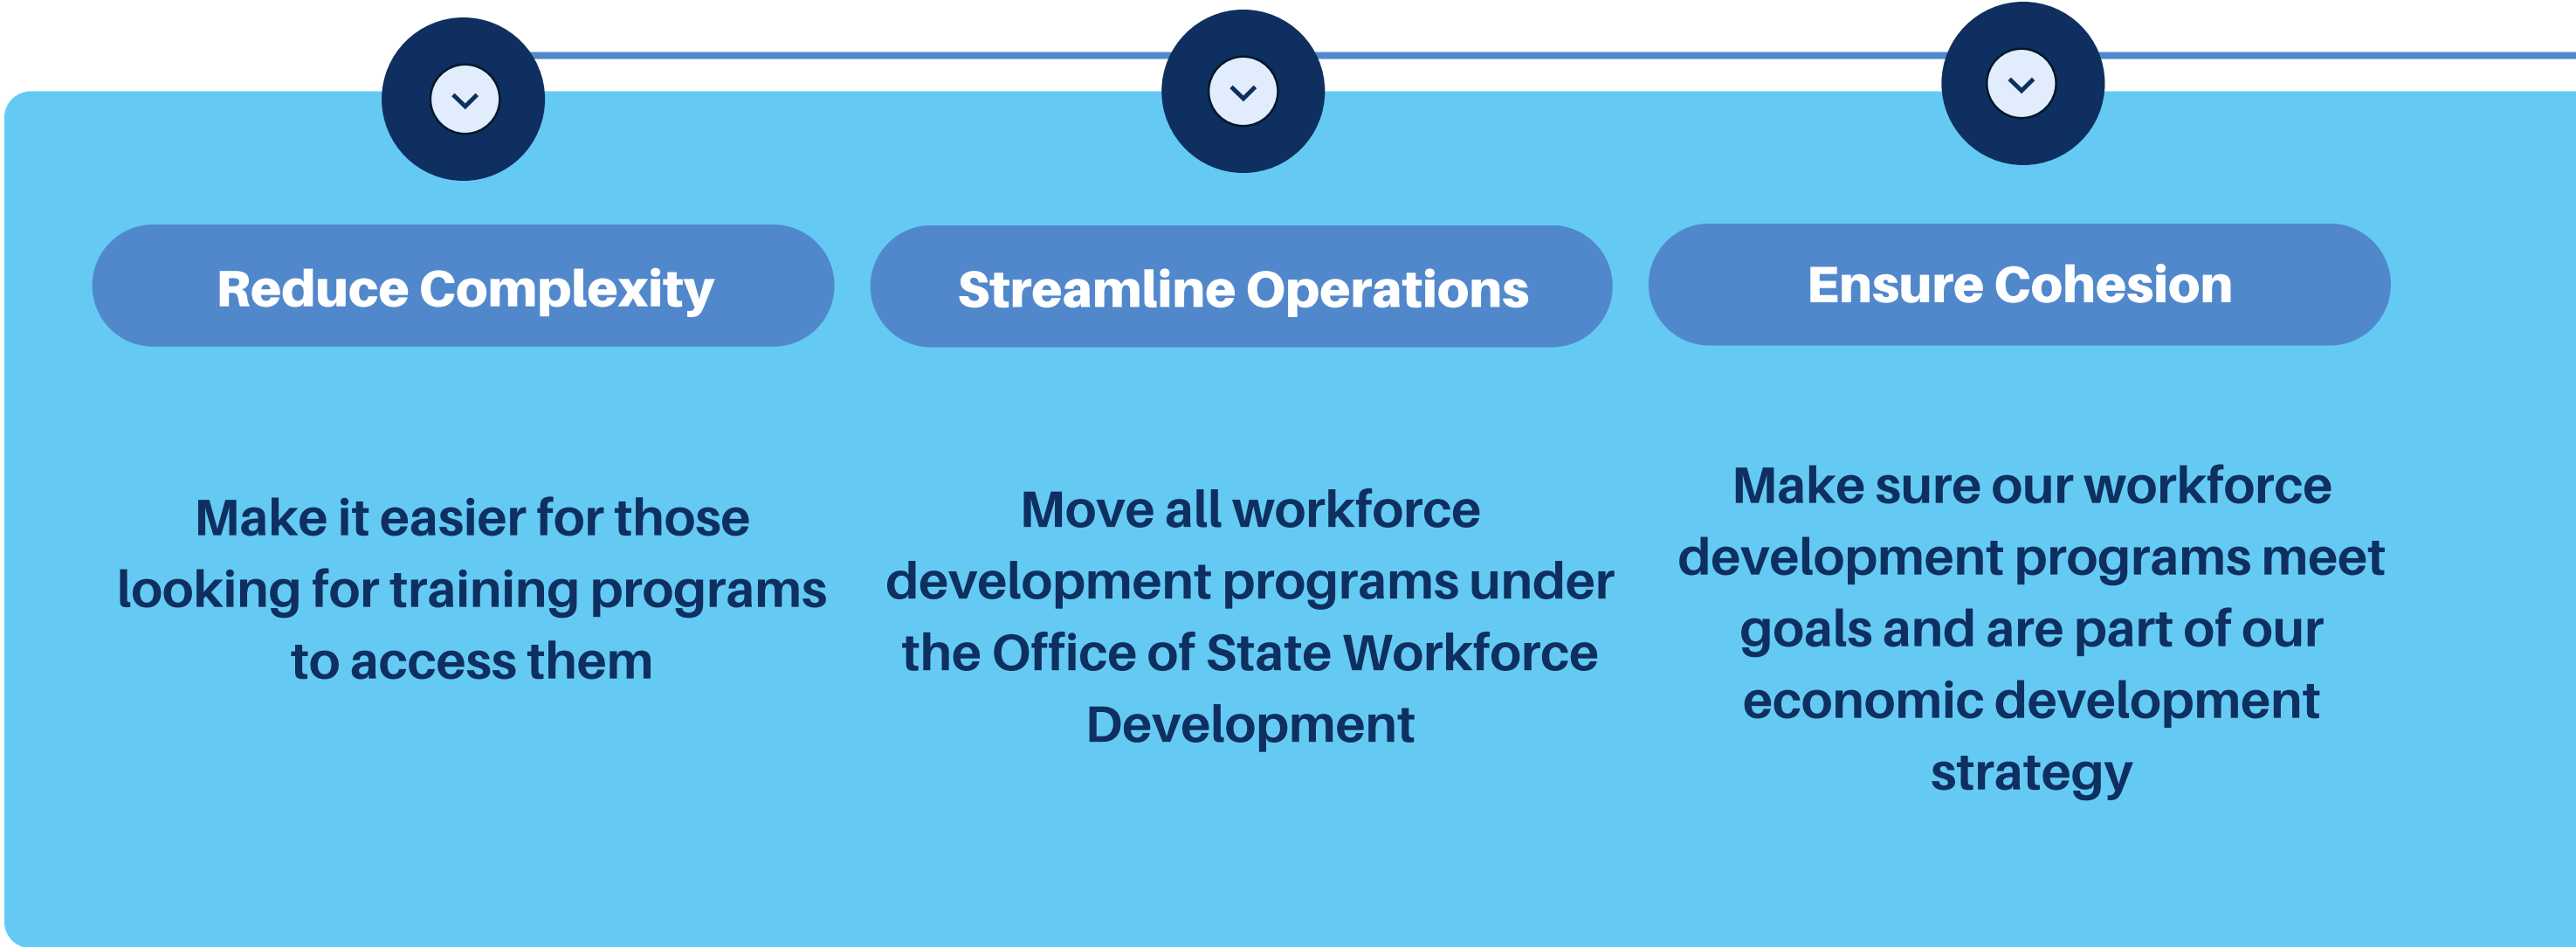 Reduce Complexity
Make it easier for those
looking for training programs
to access them
Streamline Operations
Move all workforce
development programs under
the Office of State Workforce
Development
Ensure Cohesion
Make sure our workforce
development programs meet
goals and are part of our
economic development
strategy